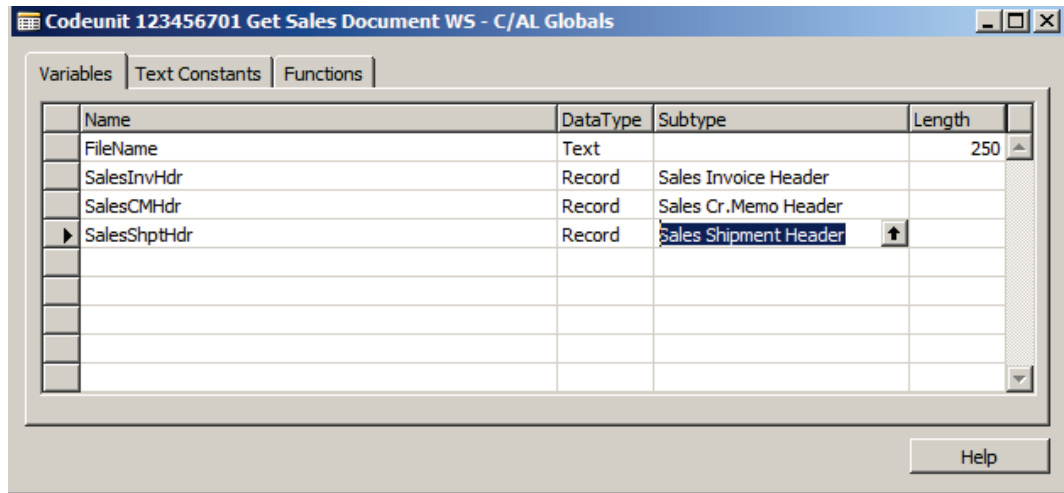 Codeunit 123456701 Get Sales Document WS - C/AL Globals
Variables Text Constants Functions
Name DataType Subtype Length
FileName Text 250
SalesInvHdr Record Sales Invoice Header
SalesCMHdr Record Sales Cr.Memo Header
SalesShptHdr Record Sales Shipment Header
Help